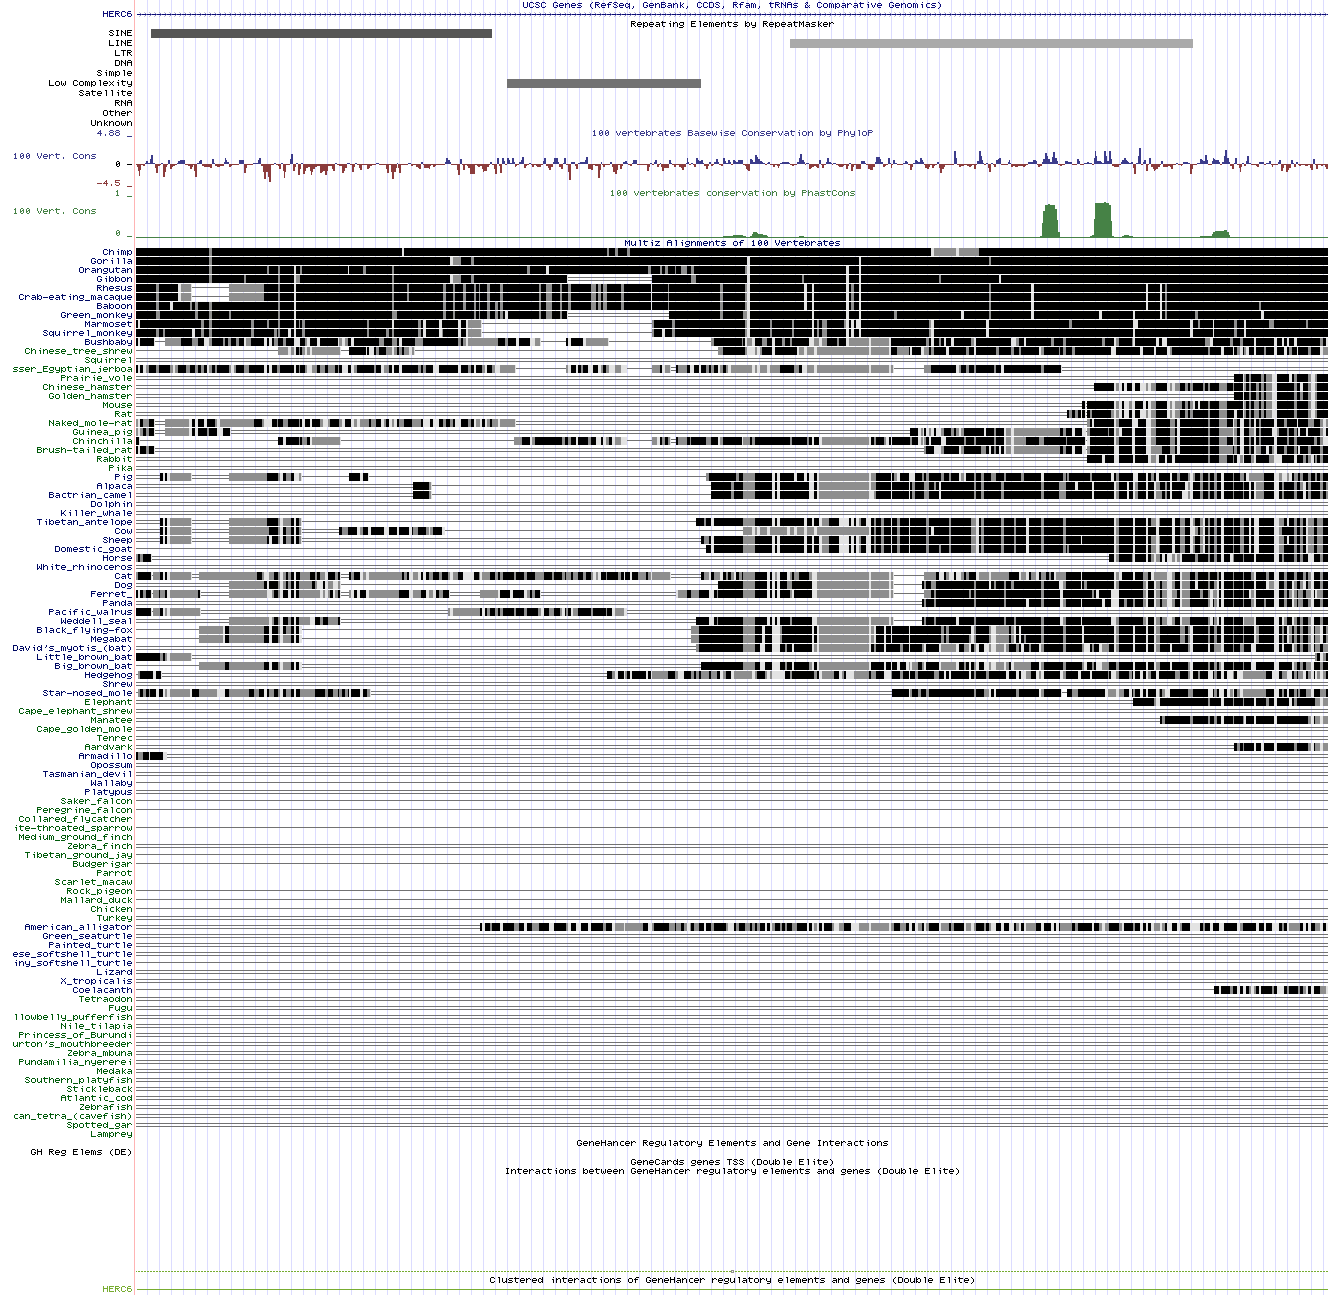 UCSC Genes (RefSeq, GenBank, CCDS, Rfam, tRNAs & Comparative Genomics)
HERC6
Repeating Elements by RepeatMasker
SINE
LINE
LTR
DNA
Simple
Low Complexity
Satellite
RNA
Other
Unknown
4.88 _
100 vertebrates Basewise Conservation by PhyloP
100 Vert. Cons
0 _
-4.5 _
100 vertebrates conservation by PhastCons
1 _
100 Vert. Cons
0 _
Multiz Alignments of 100 Vertebrates
Chimp
Gorilla
Orangutan
Gibbon
Rhesus
Crab-eating_macaque
Baboon
Green_monkey
Marmoset
Squirrel_monkey
Bushbaby
Chinese_tree_shrew
Squirrel
sser_Egyptian_jerboa
Prairie_vole
Chinese_hamster
Golden_hamster
Mouse
Rat
Naked_mole-rat
Guinea_pig
Chinchilla
Brush-tailed_rat
Rabbit
Pika
Pig
Alpaca
Bactrian_camel
Dolphin
Killer_whale
Tibetan_antelope
Cow
Sheep
Domestic_goat
Horse
White_rhinoceros
Cat
Dog
Ferret_
Panda
Pacific_walrus
Weddell_seal
Black_flying-fox
Megabat
David's_myotis_(bat)
Little_brown_bat
Big_brown_bat
Hedgehog
Shrew
Star-nosed_mole
Elephant
Cape_elephant_shrew
Manatee
Cape_golden_mole
Tenrec
Aardvark
Armadillo
Opossum
Tasmanian_devil
Wallaby
Platypus
Saker_falcon
Peregrine_falcon
Collared_flycatcher
ite-throated_sparrow
Medium_ground_finch
Zebra_finch
Tibetan_ground_jay
Budgerigar
Parrot
Scarlet_macaw
Rock_pigeon
Mallard_duck
Chicken
Turkey
American_alligator
Green_seaturtle
Painted_turtle
ese_softshell_turtle
iny_softshell_turtle
Lizard
X_tropicalis
Coelacanth
Tetraodon
Fugu
llowbelly_pufferfish
Nile_tilapia
Princess_of_Burundi
urton's_mouthbreeder
Zebra_mbuna
Pundamilia_nyererei
Medaka
Southern_platyfish
Stickleback
Atlantic_cod
Zebrafish
can_tetra_(cavefish)
Spotted_gar
Lamprey
GeneHancer Regulatory Elements and Gene Interactions
GH Reg Elems (DE)
GeneCards genes TSS (Double Elite)
Interactions between GeneHancer regulatory elements and genes (Double Elite)
Clustered interactions of GeneHancer regulatory elements and genes (Double Elite)
HERC6